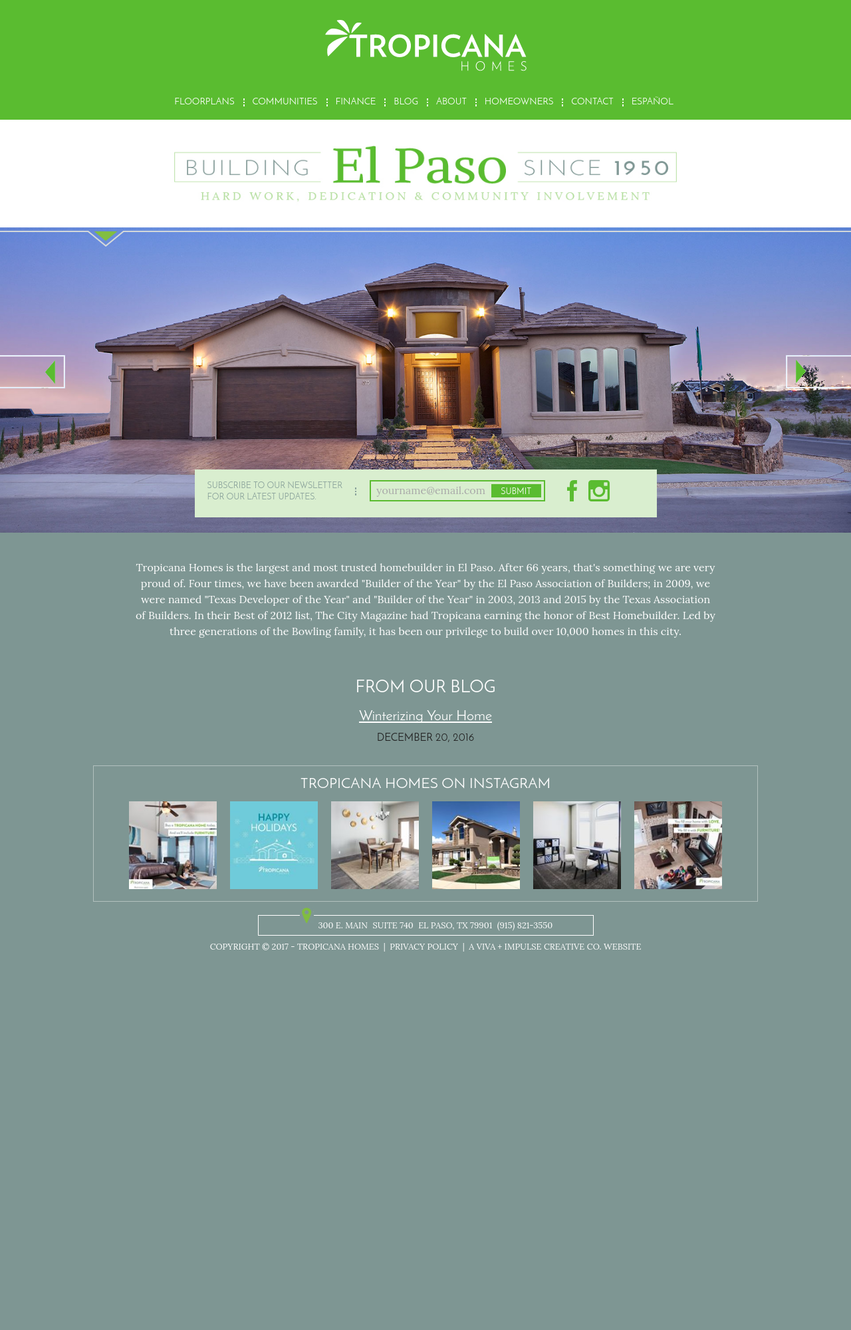 TROPICANA
HOMES
FLOORPLANS ⋮ COMMUNITIES ⋮ FINANCE ⋮ BLOG ⋮ ABOUT ⋮ HOMEOWNERS ⋮ CONTACT ⋮ ESPAÑOL
BUILDING El Paso SINCE 1950
HARD WORK, DEDICATION & COMMUNITY INVOLVEMENT
SUBSCRIBE TO OUR NEWSLETTER
FOR OUR LATEST UPDATES.
yourname@email.com SUBMIT
Tropicana Homes is the largest and most trusted homebuilder in El Paso. After 66 years, that's something we are very
proud of. Four times, we have been awarded "Builder of the Year" by the El Paso Association of Builders; in 2009, we
were named "Texas Developer of the Year" and "Builder of the Year" in 2003, 2013 and 2015 by the Texas Association
of Builders. In their Best of 2012 list, The City Magazine had Tropicana earning the honor of Best Homebuilder. Led by
three generations of the Bowling family, it has been our privilege to build over 10,000 homes in this city.
FROM OUR BLOG
Winterizing Your Home
DECEMBER 20, 2016
TROPICANA HOMES ON INSTAGRAM
HAPPY
HOLIDAYS
TROPICANA
300 E. MAIN SUITE 740 EL PASO, TX 79901 (915) 821-3550
COPYRIGHT © 2017 - TROPICANA HOMES | PRIVACY POLICY | A VIVA + IMPULSE CREATIVE CO. WEBSITE